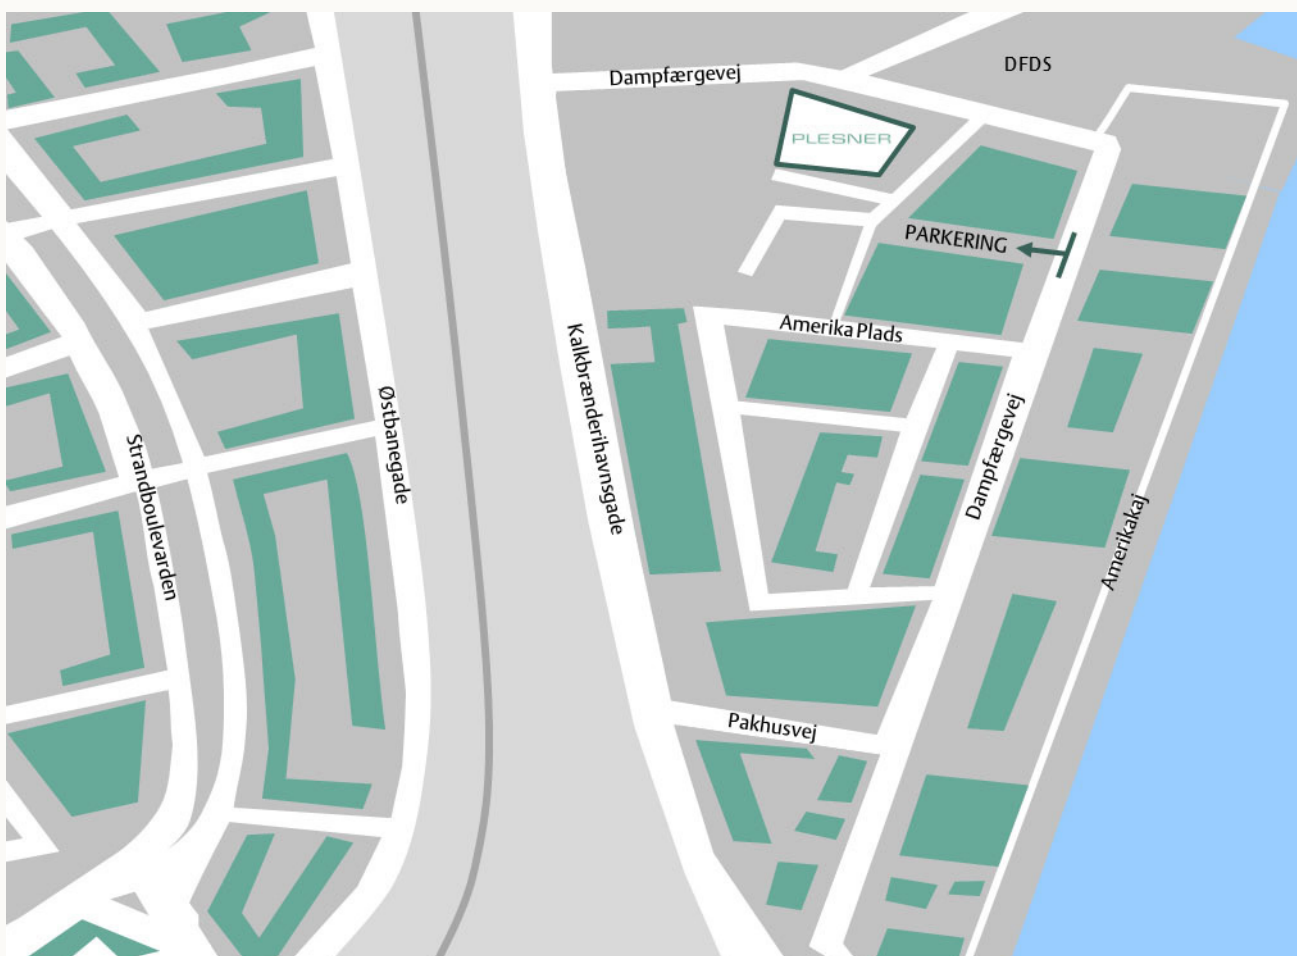 DFDS
Dampfærgevej
PLESNER
PARKERING
Amerika Plads
Kalkbrænderihavnsgade
Østbanegade
Strandboulevarden
Dampfærgevej
Amerikakaj
Pakhusvej